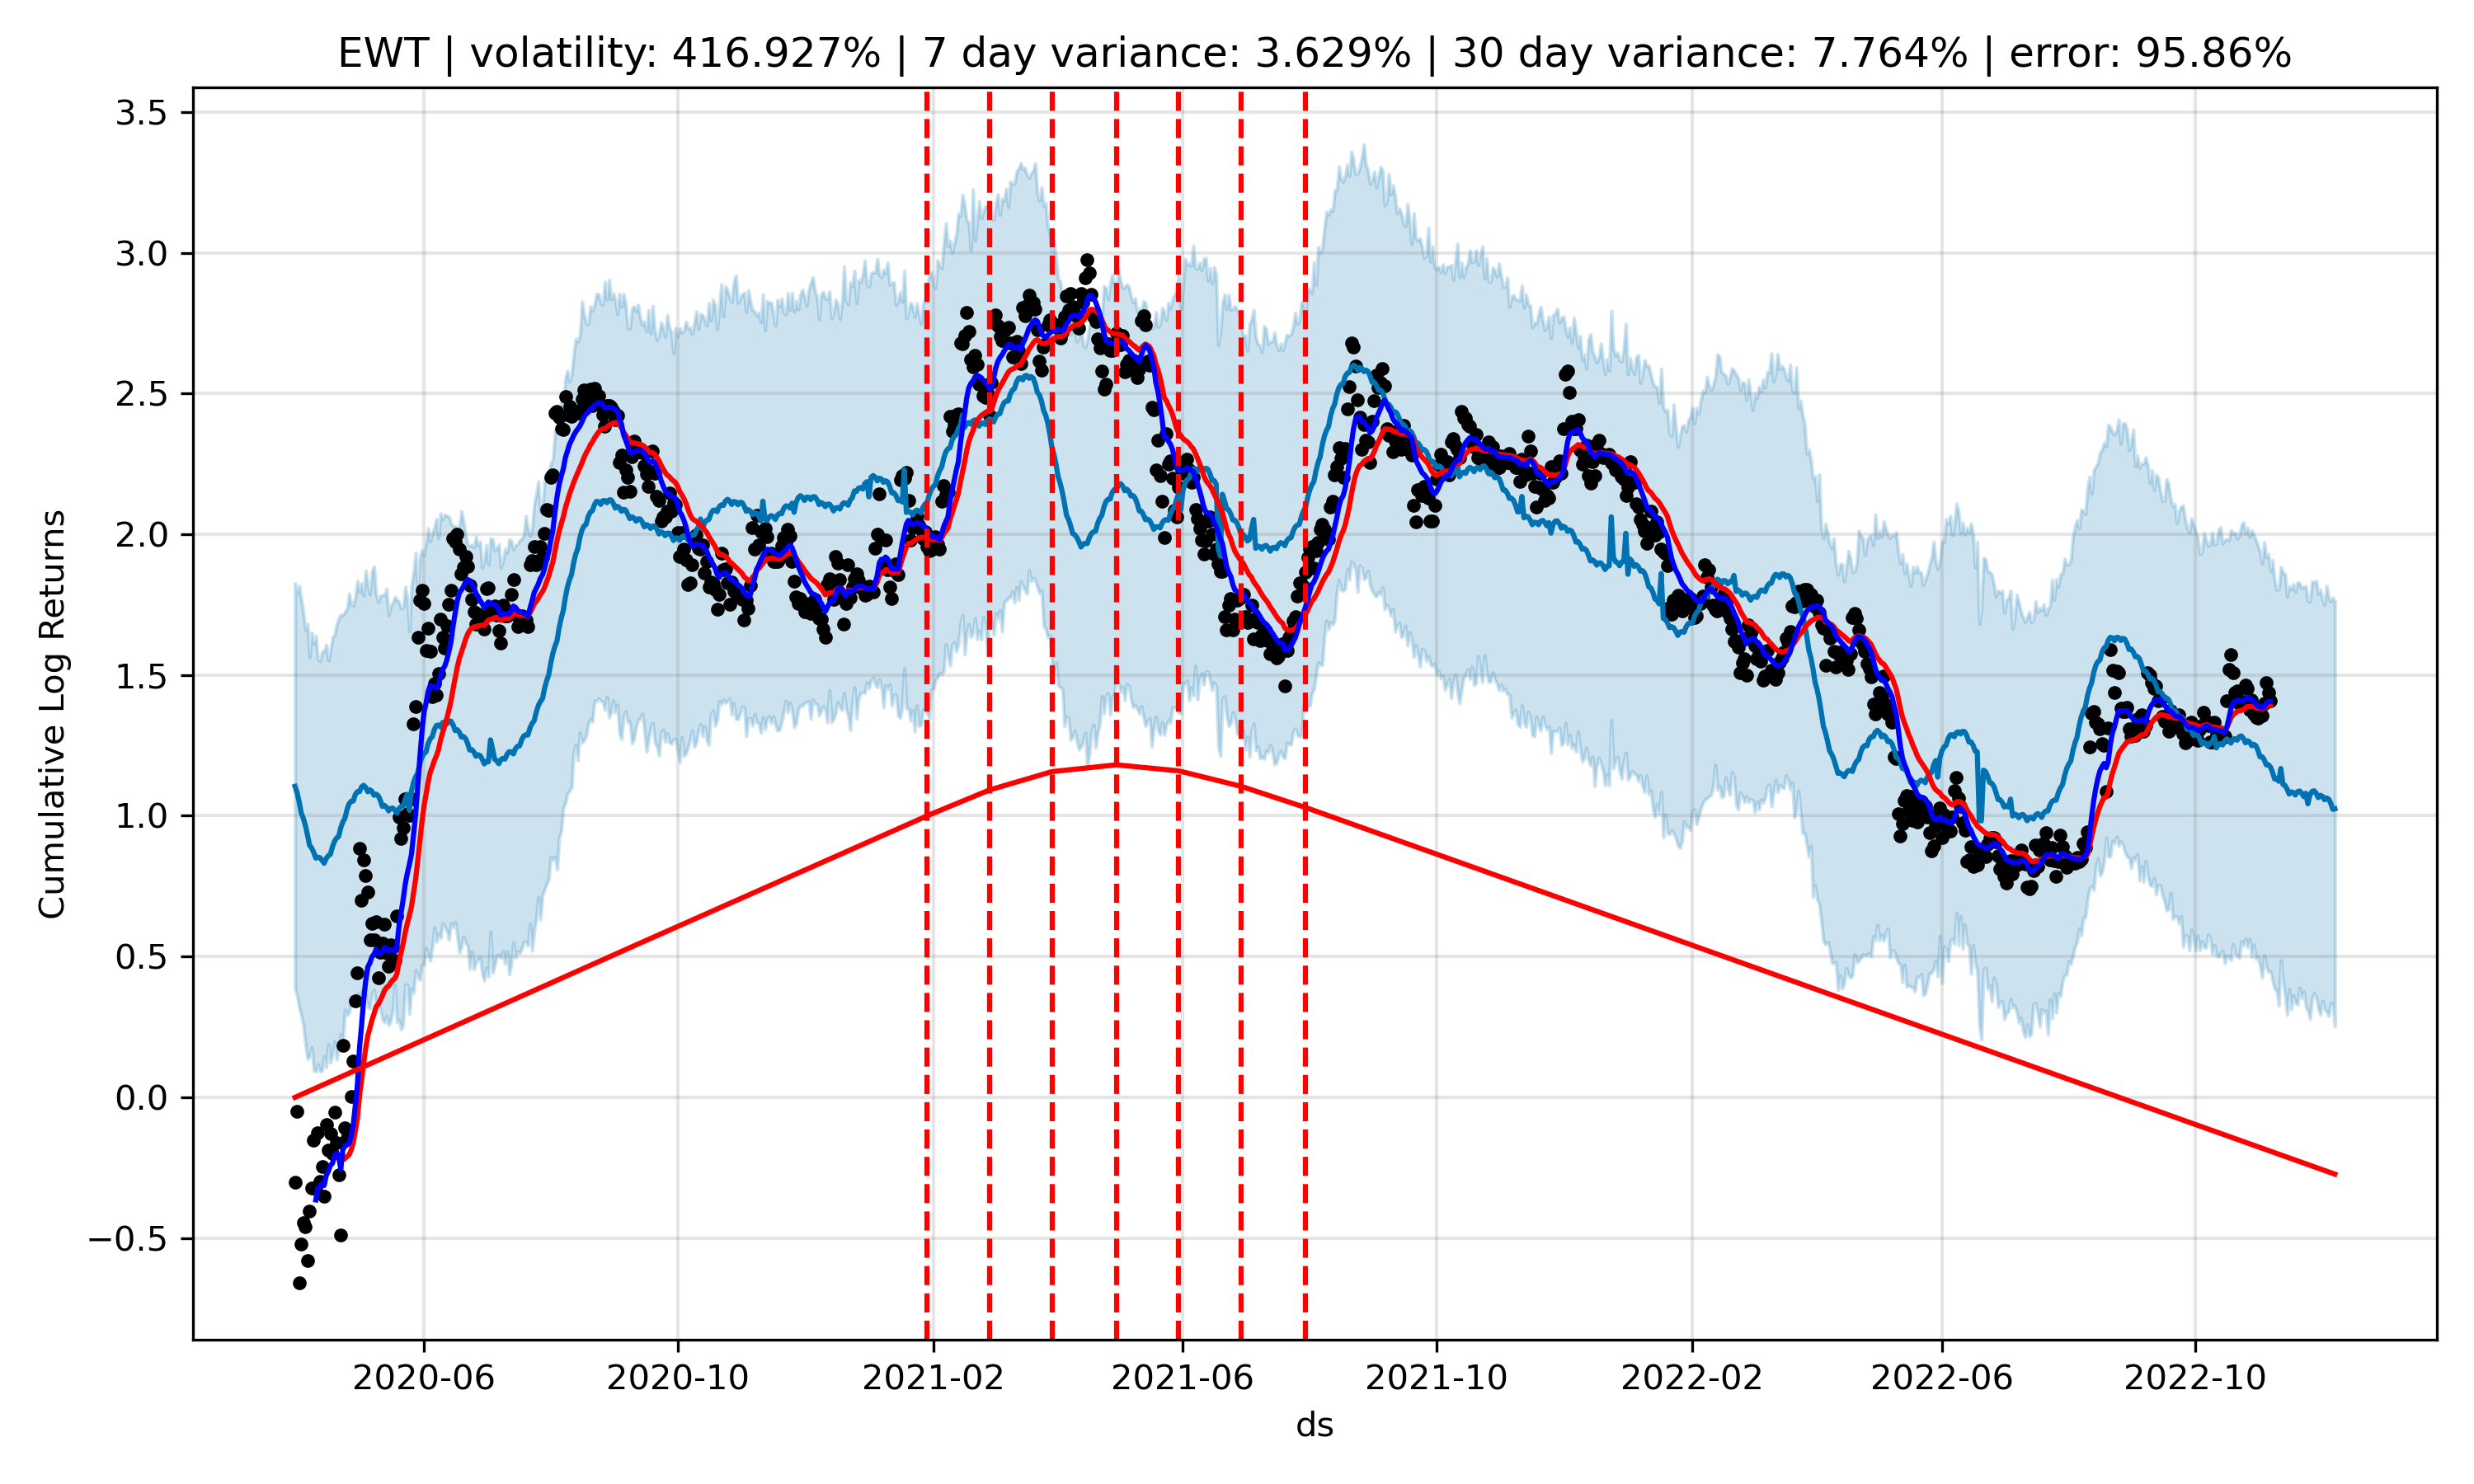 EWT | volatility: 416.927% | 7 day variance: 3.629% | 30 day variance: 7.764% | error: 95.86%
3.5
3.0
2.5
2.0
1.5
1.0
0.5
0.0
−0.5
Cumulative Log Returns
2020-06 2020-10 2021-02 2021-06 2021-10 2022-02 2022-06 2022-10
ds